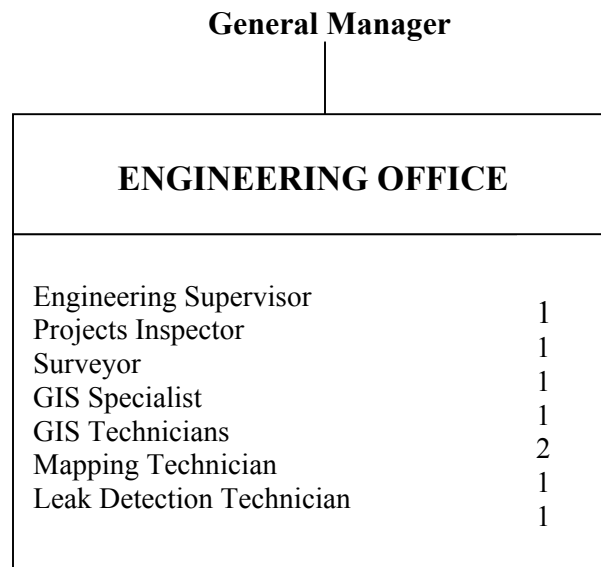 General Manager
ENGINEERING OFFICE
Engineering Supervisor 1
Projects Inspector 1
Surveyor 1
GIS Specialist 1
GIS Technicians 2
Mapping Technician 1
Leak Detection Technician 1